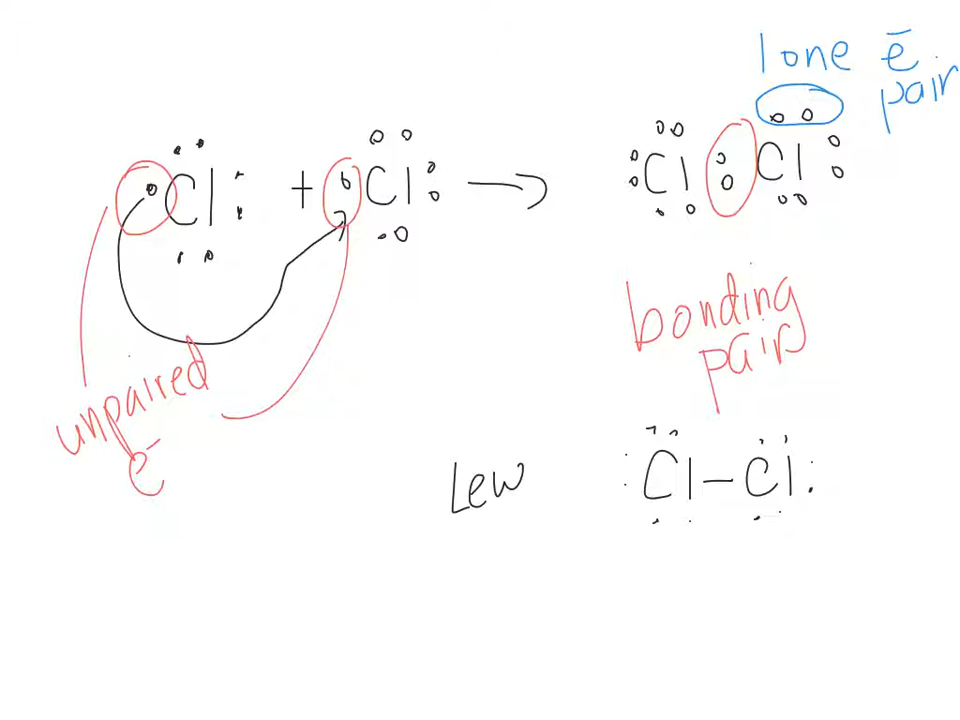 lone ē
pair
Cl + Cl → Cl Cl
bonding
pair
unpaired
e⁻
Lew
Cl–Cl